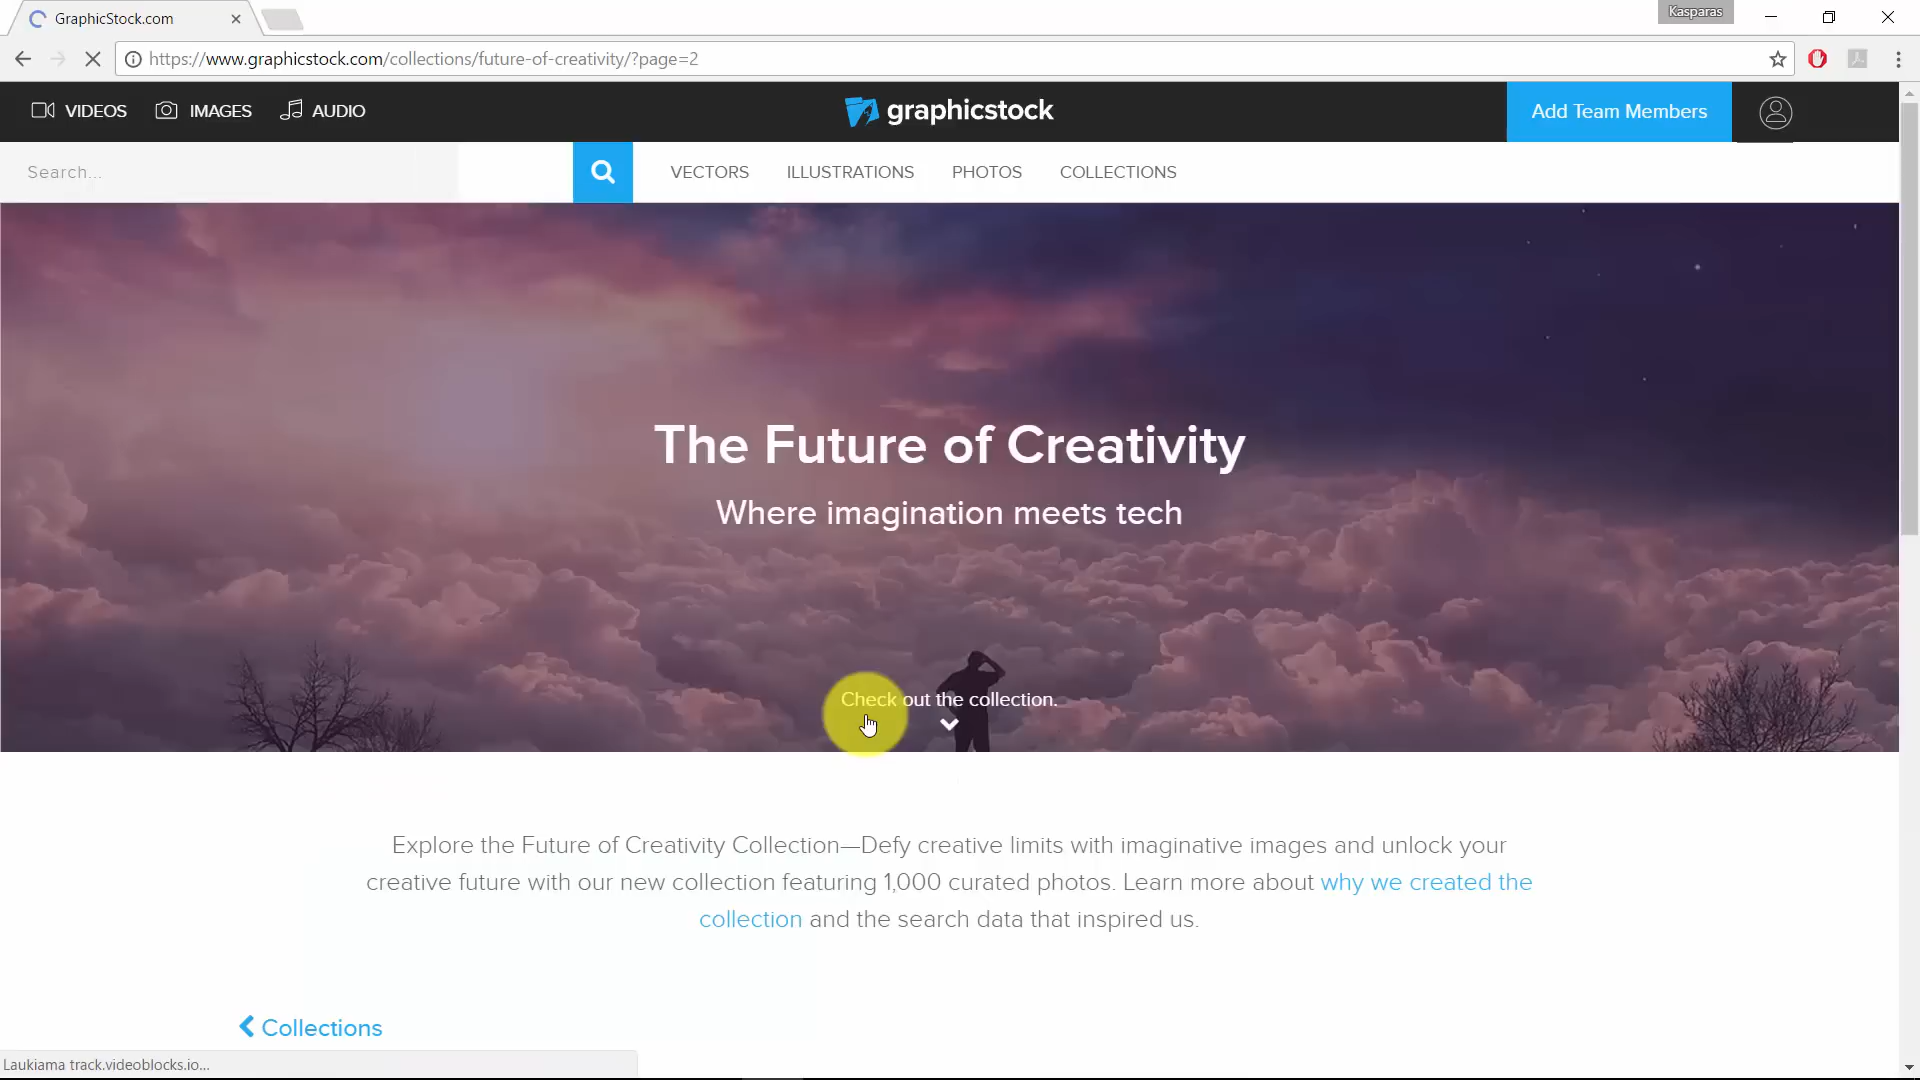 GraphicStock.com
Kasparas
https://www.graphicstock.com/collections/future-of-creativity/?page=2
VIDEOS IMAGES AUDIO graphicstock Add Team Members
Search... VECTORS ILLUSTRATIONS PHOTOS COLLECTIONS
The Future of Creativity
Where imagination meets tech
Check out the collection.
Explore the Future of Creativity Collection—Defy creative limits with imaginative images and unlock your
creative future with our new collection featuring 1,000 curated photos. Learn more about why we created the
collection and the search data that inspired us.
Collections
Laukiama track.videoblocks.io...